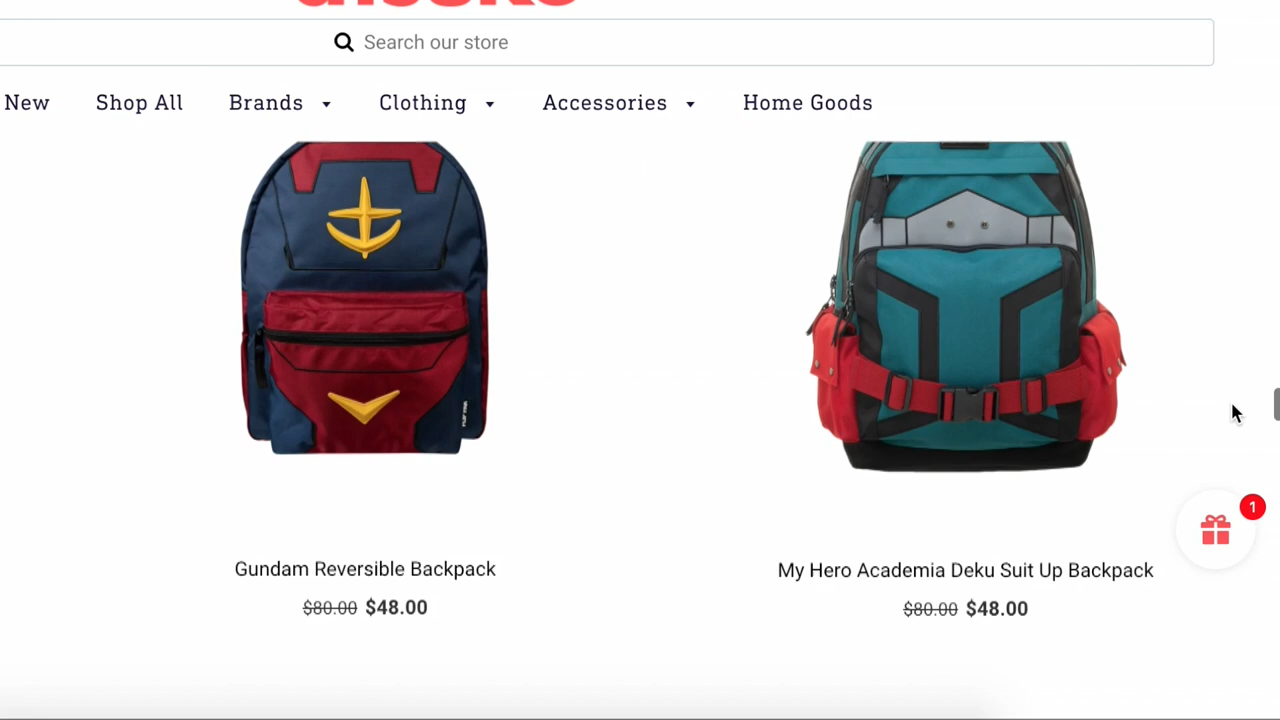 Search our store
New Shop All Brands Clothing Accessories Home Goods
Gundam Reversible Backpack
My Hero Academia Deku Suit Up Backpack
$80.00 $48.00
$80.00 $48.00
1